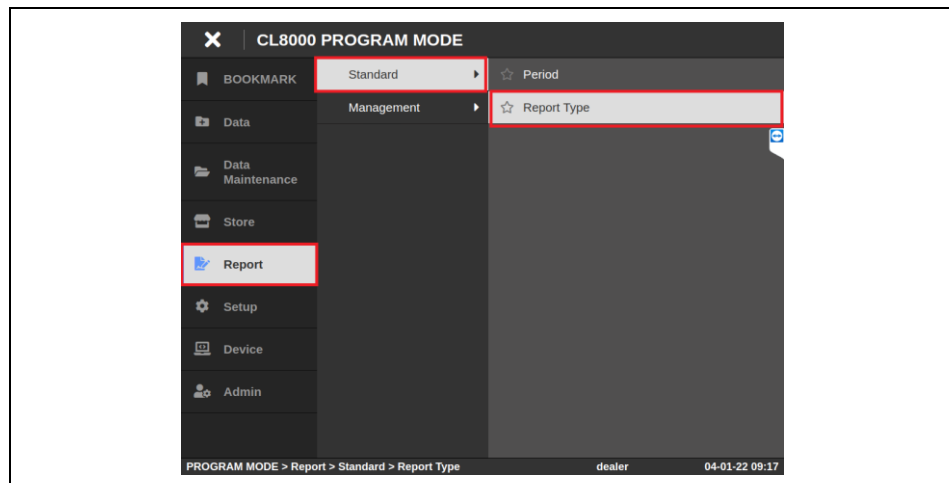 CL8000 PROGRAM MODE
BOOKMARK
Data
Data
Maintenance
Store
Report
Setup
Device
Admin
Standard
Management
Period
Report Type
PROGRAM MODE > Report > Standard > Report Type dealer 04-01-22 09:17